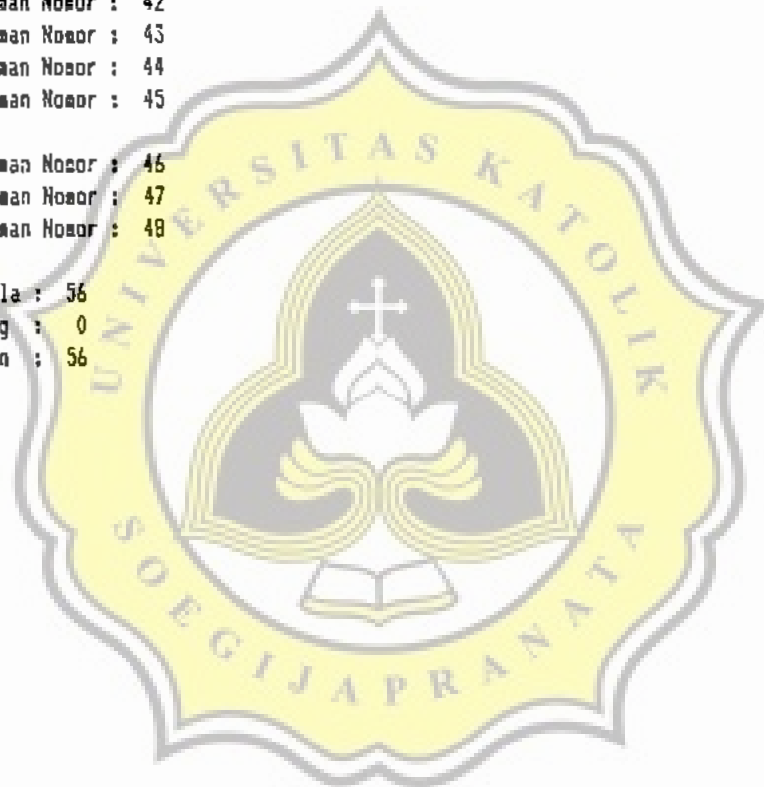 man Nomor : 42
man Nomor : 43
man Nomor : 44
man Nomor : 45
man Nomor : 46
man Nomor : 47
man Nomor : 48
la : 56
g : 0
n : 56
UNIVERSITAS KATOLIK
SOEGIJAPRANATA